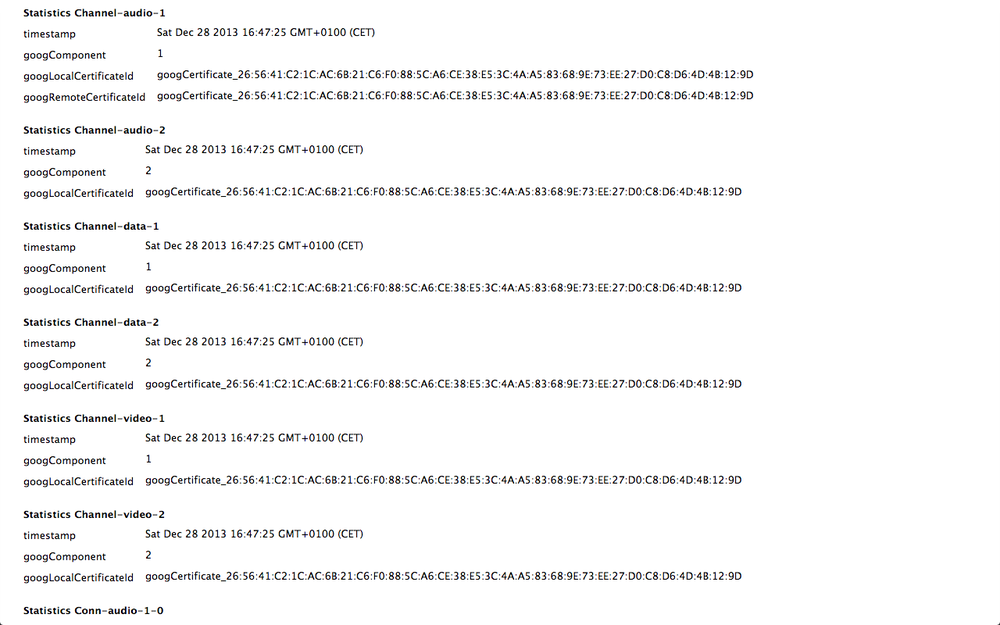 Statistics Channel-audio-1
timestamp Sat Dec 28 2013 16:47:25 GMT+0100 (CET)
googComponent 1
googLocalCertificateId googCertificate_26:56:41:C2:1C:AC:6B:21:C6:F0:88:5C:A6:CE:38:E5:3C:4A:A5:83:68:9E:73:EE:27:D0:C8:D6:4D:4B:12:9D
googRemoteCertificateId googCertificate_26:56:41:C2:1C:AC:6B:21:C6:F0:88:5C:A6:CE:38:E5:3C:4A:A5:83:68:9E:73:EE:27:D0:C8:D6:4D:4B:12:9D
Statistics Channel-audio-2
timestamp Sat Dec 28 2013 16:47:25 GMT+0100 (CET)
googComponent 2
googLocalCertificateId googCertificate_26:56:41:C2:1C:AC:6B:21:C6:F0:88:5C:A6:CE:38:E5:3C:4A:A5:83:68:9E:73:EE:27:D0:C8:D6:4D:4B:12:9D
Statistics Channel-data-1
timestamp Sat Dec 28 2013 16:47:25 GMT+0100 (CET)
googComponent 1
googLocalCertificateId googCertificate_26:56:41:C2:1C:AC:6B:21:C6:F0:88:5C:A6:CE:38:E5:3C:4A:A5:83:68:9E:73:EE:27:D0:C8:D6:4D:4B:12:9D
Statistics Channel-data-2
timestamp Sat Dec 28 2013 16:47:25 GMT+0100 (CET)
googComponent 2
googLocalCertificateId googCertificate_26:56:41:C2:1C:AC:6B:21:C6:F0:88:5C:A6:CE:38:E5:3C:4A:A5:83:68:9E:73:EE:27:D0:C8:D6:4D:4B:12:9D
Statistics Channel-video-1
timestamp Sat Dec 28 2013 16:47:25 GMT+0100 (CET)
googComponent 1
googLocalCertificateId googCertificate_26:56:41:C2:1C:AC:6B:21:C6:F0:88:5C:A6:CE:38:E5:3C:4A:A5:83:68:9E:73:EE:27:D0:C8:D6:4D:4B:12:9D
Statistics Channel-video-2
timestamp Sat Dec 28 2013 16:47:25 GMT+0100 (CET)
googComponent 2
googLocalCertificateId googCertificate_26:56:41:C2:1C:AC:6B:21:C6:F0:88:5C:A6:CE:38:E5:3C:4A:A5:83:68:9E:73:EE:27:D0:C8:D6:4D:4B:12:9D
Statistics Conn-audio-1-0